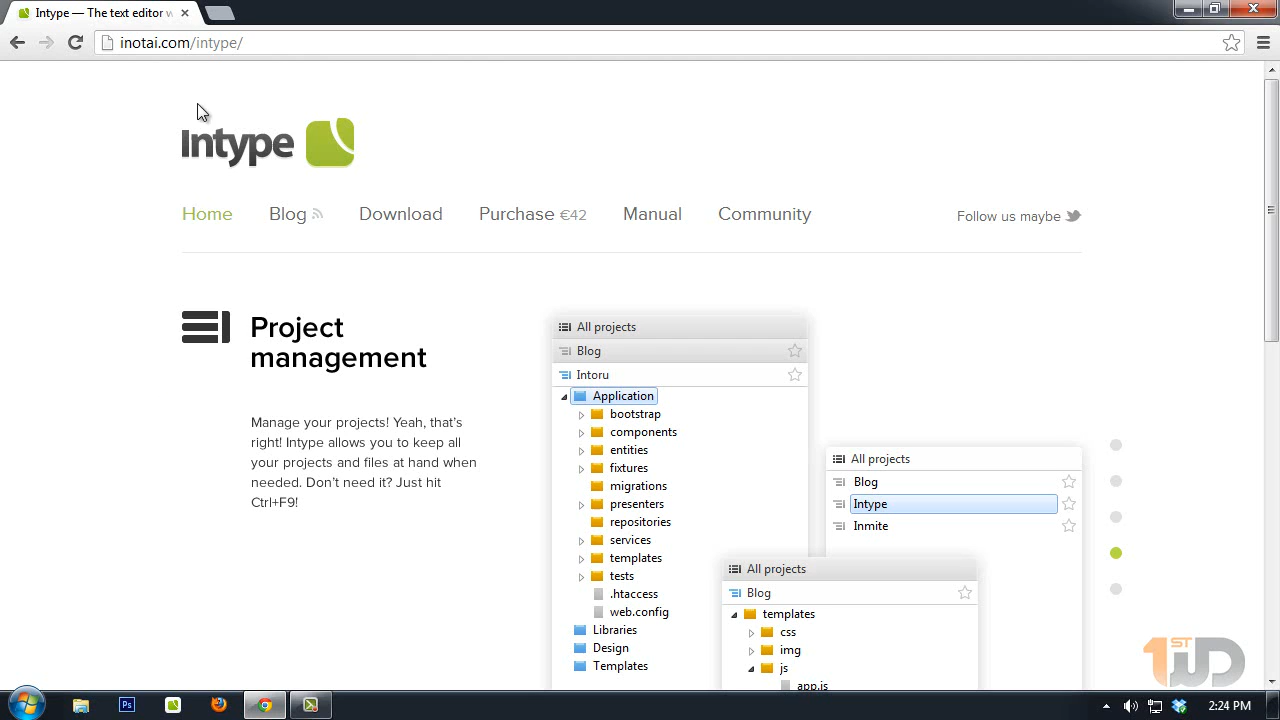 Intype — The text editor w
inotai.com/intype/
Intype
Home
Blog
Download
Purchase €42
Manual
Community
Follow us maybe
Project
management
Manage your projects! Yeah, that's
right! Intype allows you to keep all
your projects and files at hand when
needed. Don't need it? Just hit
Ctrl+F9!
All projects
Blog
Intoru
Application
bootstrap
components
entities
fixtures
migrations
presenters
repositories
services
templates
tests
.htaccess
web.config
Libraries
Design
Templates
All projects
Blog
Intype
Inmite
All projects
Blog
templates
css
img
js
app.js
1ST WD
Ps
2:24 PM